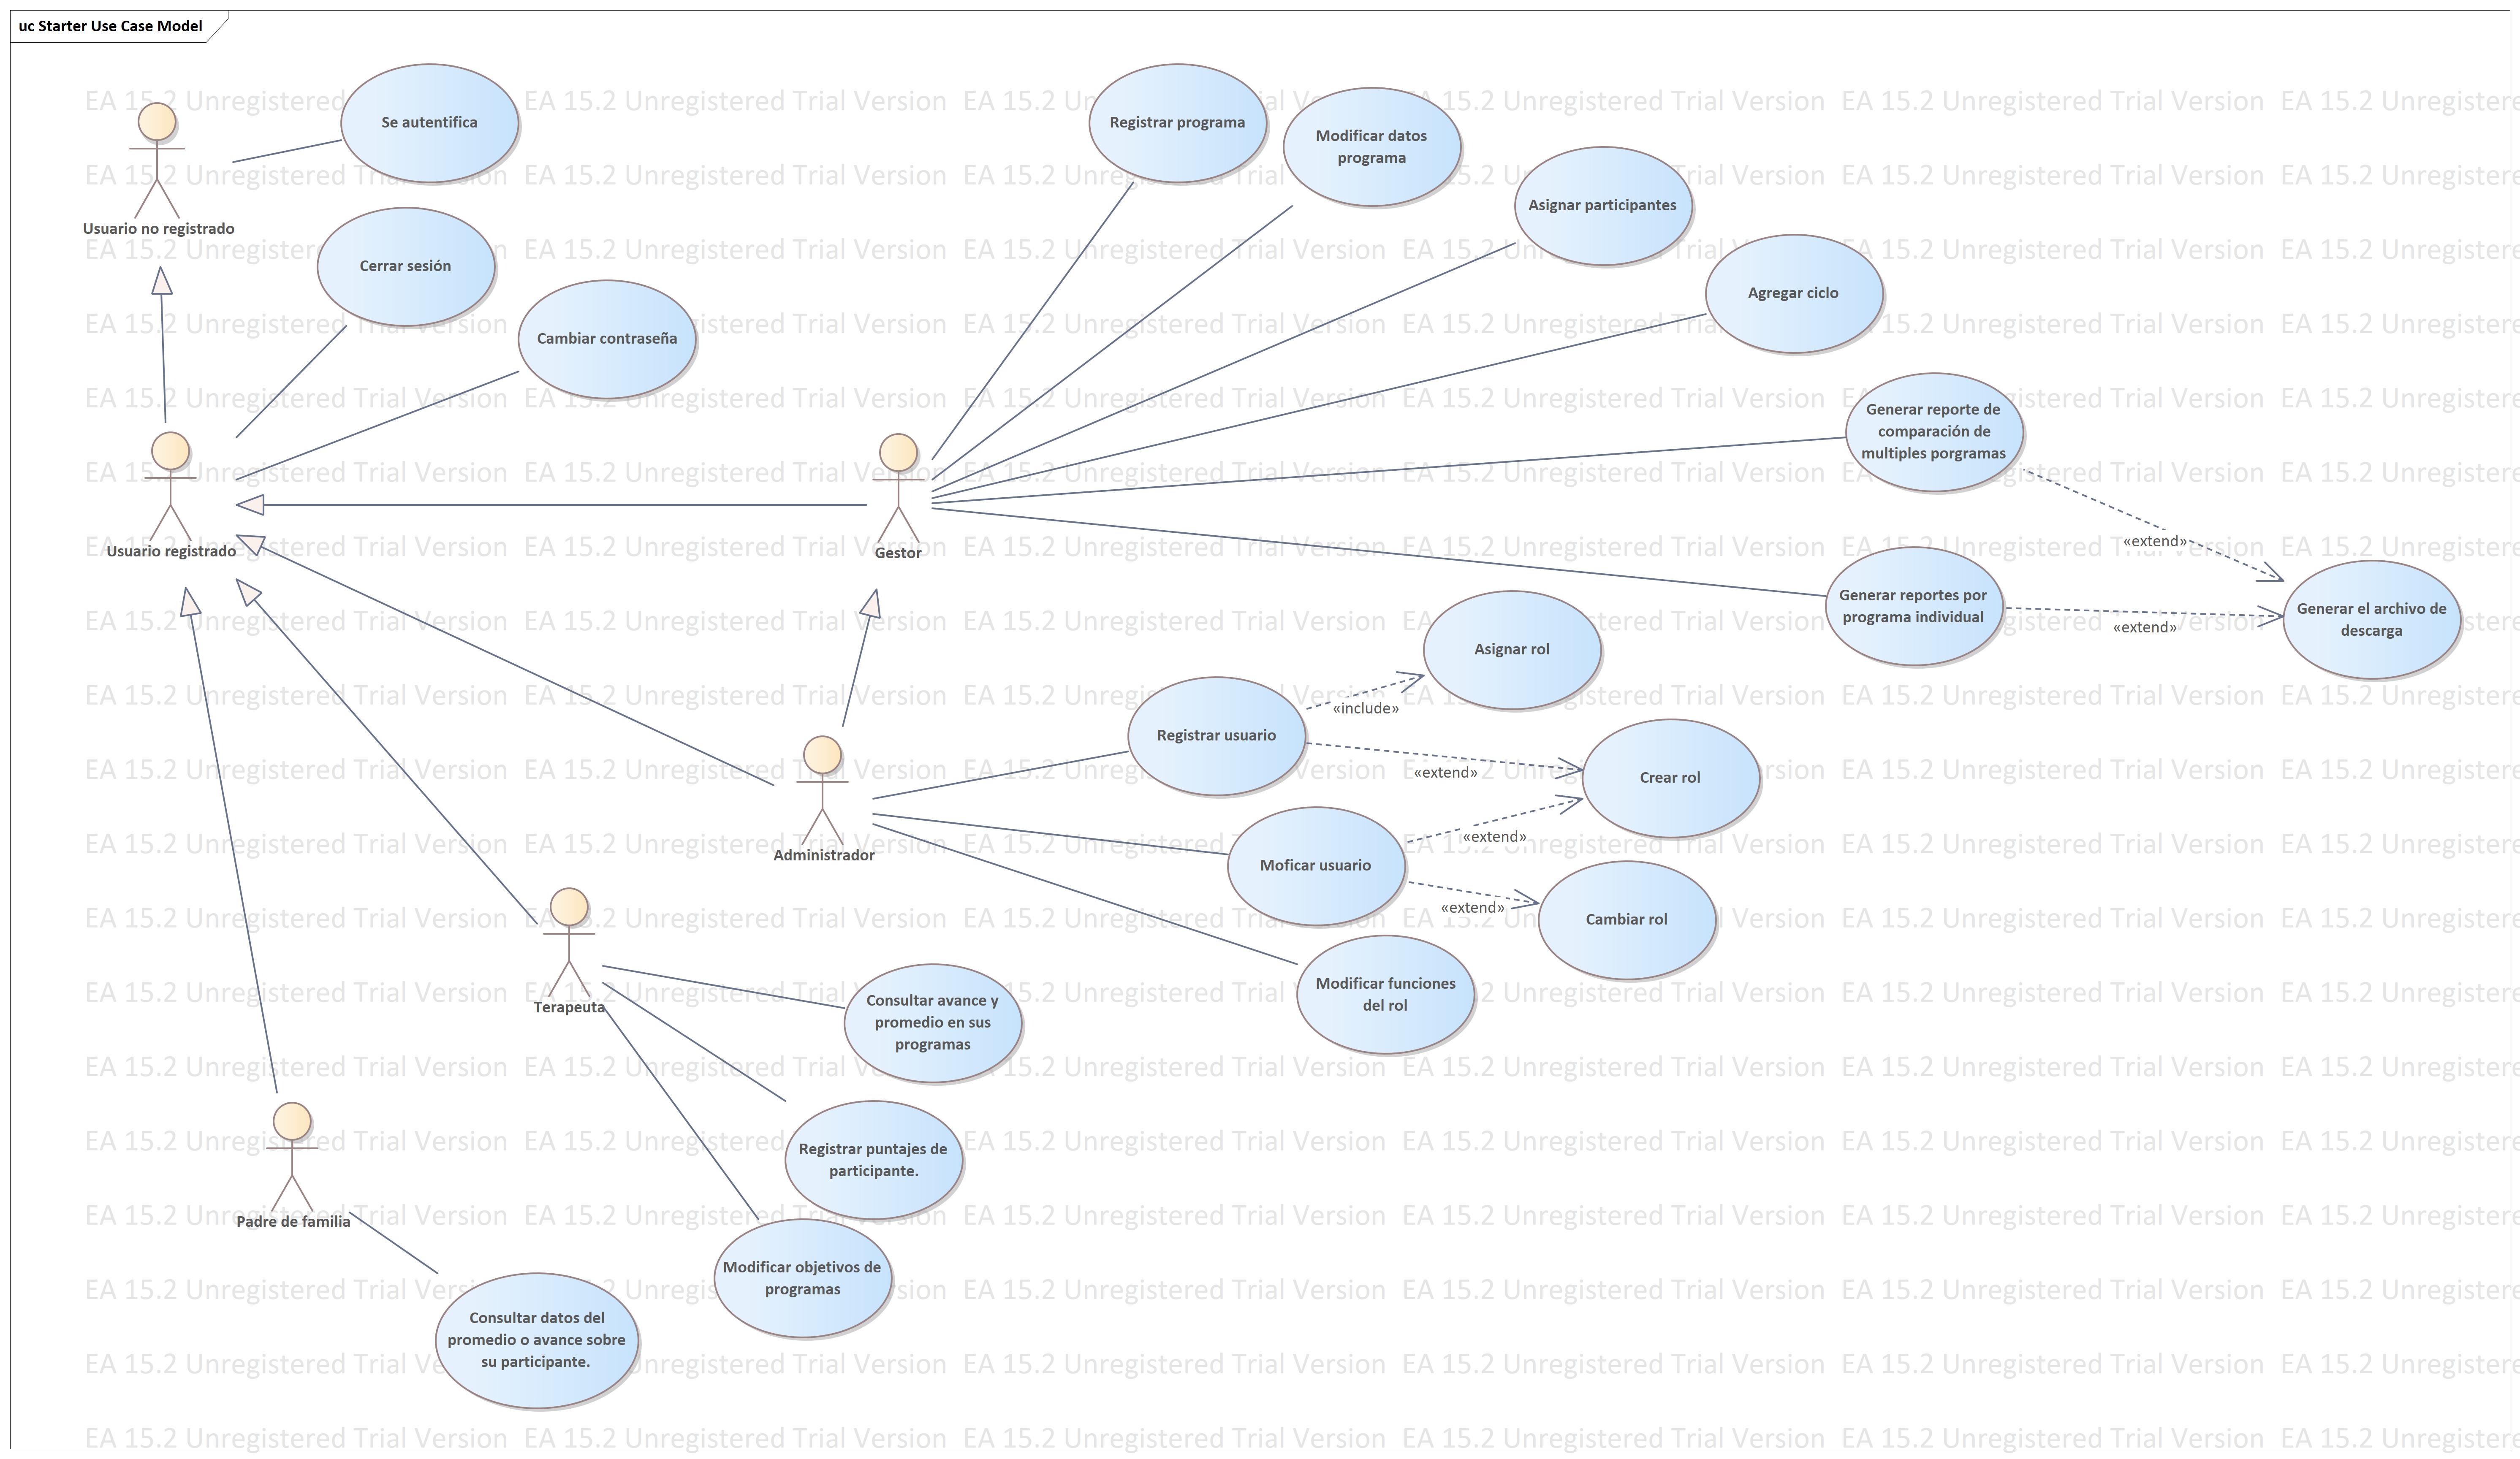 uc Starter Use Case Model
Se autentifica
Usuario no registrado
Cerrar sesión
Cambiar contraseña
Usuario registrado
Registrar programa
Modificar datos
programa
Asignar participantes
Agregar ciclo
Generar reporte de
comparación de
multiples porgramas
Gestor
«extend»
Generar reportes por
programa individual
«extend»
Generar el archivo de
descarga
Asignar rol
«include»
Registrar usuario
«extend»
Crear rol
Administrador
«extend»
Moficar usuario
«extend»
Cambiar rol
Modificar funciones
del rol
Terapeuta
Consultar avance y
promedio en sus
programas
Registrar puntajes de
participante.
Modificar objetivos de
programas
Padre de familia
Consultar datos del
promedio o avance sobre
su participante.
EA 15.2 Unregistered Trial Version